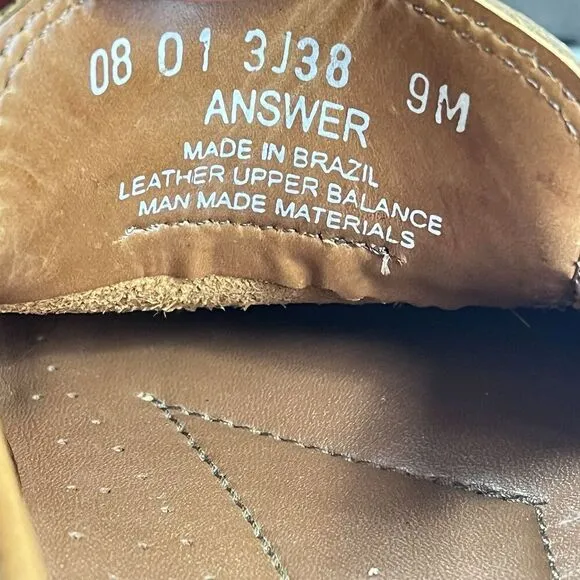 08 01 3J38 9M
ANSWER
MADE IN BRAZIL
LEATHER UPPER BALANCE
MAN MADE MATERIALS